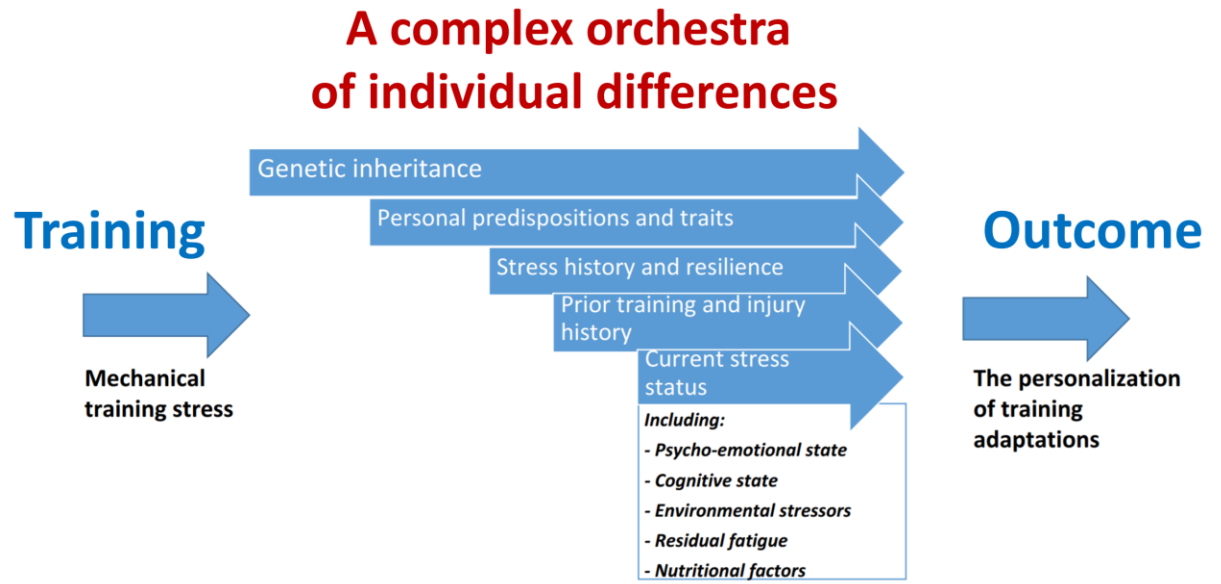 A complex orchestra
of individual differences
Genetic inheritance
Personal predispositions and traits
Training
Outcome
Stress history and resilience
Prior training and injury
history
Current stress
status
Mechanical
training stress
The personalization
of training
adaptations
Including:
- Psycho-emotional state
- Cognitive state
- Environmental stressors
- Residual fatigue
- Nutritional factors